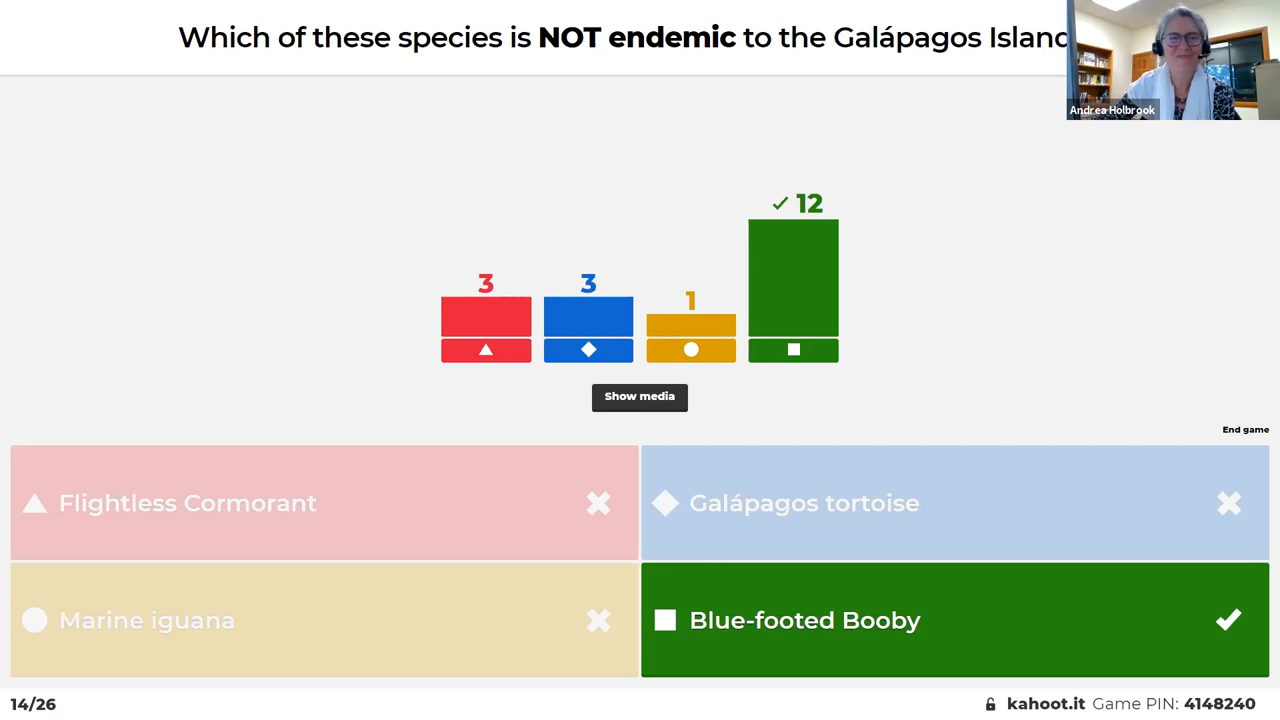 Which of these species is NOT endemic to the Galápagos Islan
Andrea Holbrook
12
3
3
1
Show media
End game
Flightless Cormorant
Galápagos tortoise
Marine iguana
Blue-footed Booby
14/26
kahoot.it Game PIN: 4148240